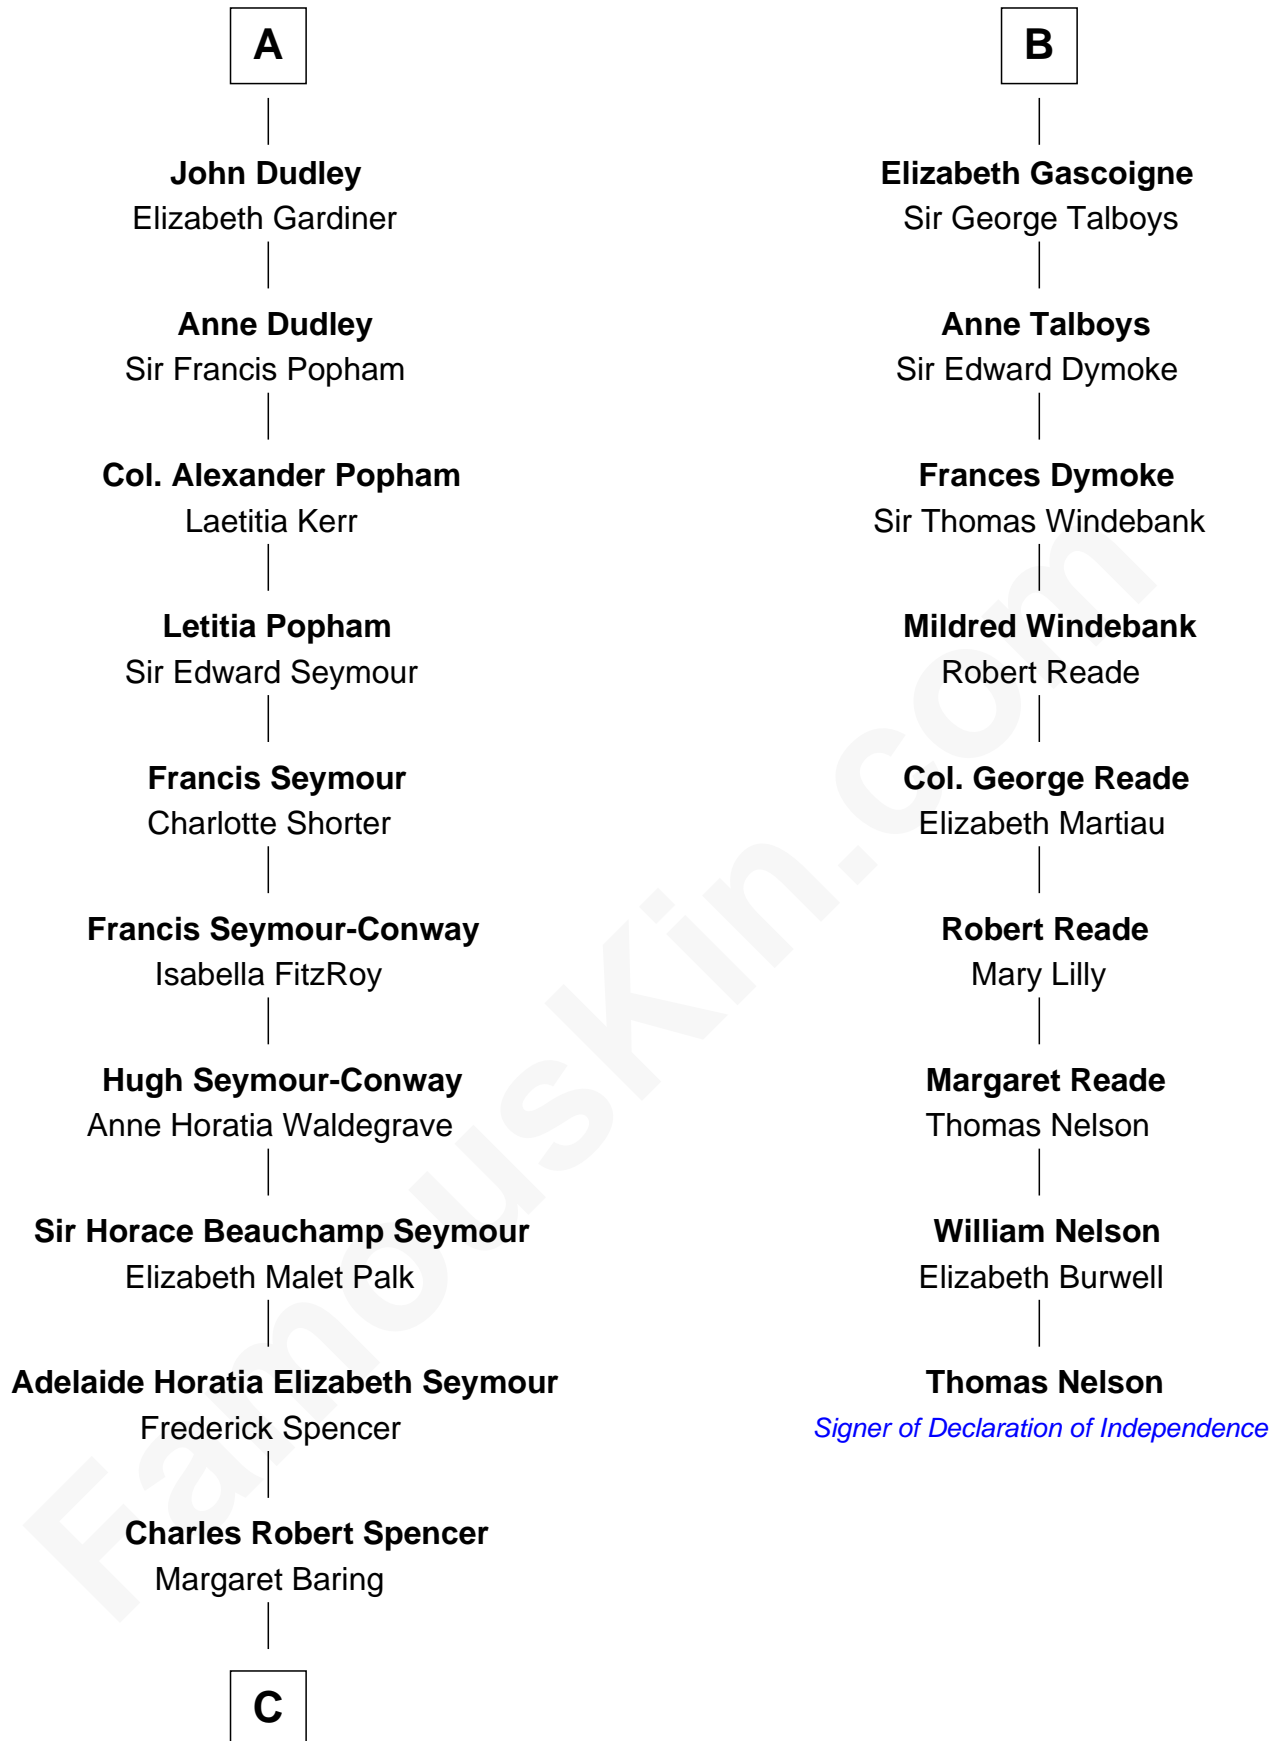 A
John Dudley
Elizabeth Gardiner
Anne Dudley
Sir Francis Popham
Col. Alexander Popham
Laetitia Kerr
Letitia Popham
Sir Edward Seymour
Francis Seymour
Charlotte Shorter
Francis Seymour-Conway
Isabella FitzRoy
Hugh Seymour-Conway
Anne Horatia Waldegrave
Sir Horace Beauchamp Seymour
Elizabeth Malet Palk
Adelaide Horatia Elizabeth Seymour
Frederick Spencer
Charles Robert Spencer
Margaret Baring
C
B
Elizabeth Gascoigne
Sir George Talboys
Anne Talboys
Sir Edward Dymoke
Frances Dymoke
Sir Thomas Windebank
Mildred Windebank
Robert Reade
Col. George Reade
Elizabeth Martiau
Robert Reade
Mary Lilly
Margaret Reade
Thomas Nelson
William Nelson
Elizabeth Burwell
Thomas Nelson
Signer of Declaration of Independence
FamousKin.com